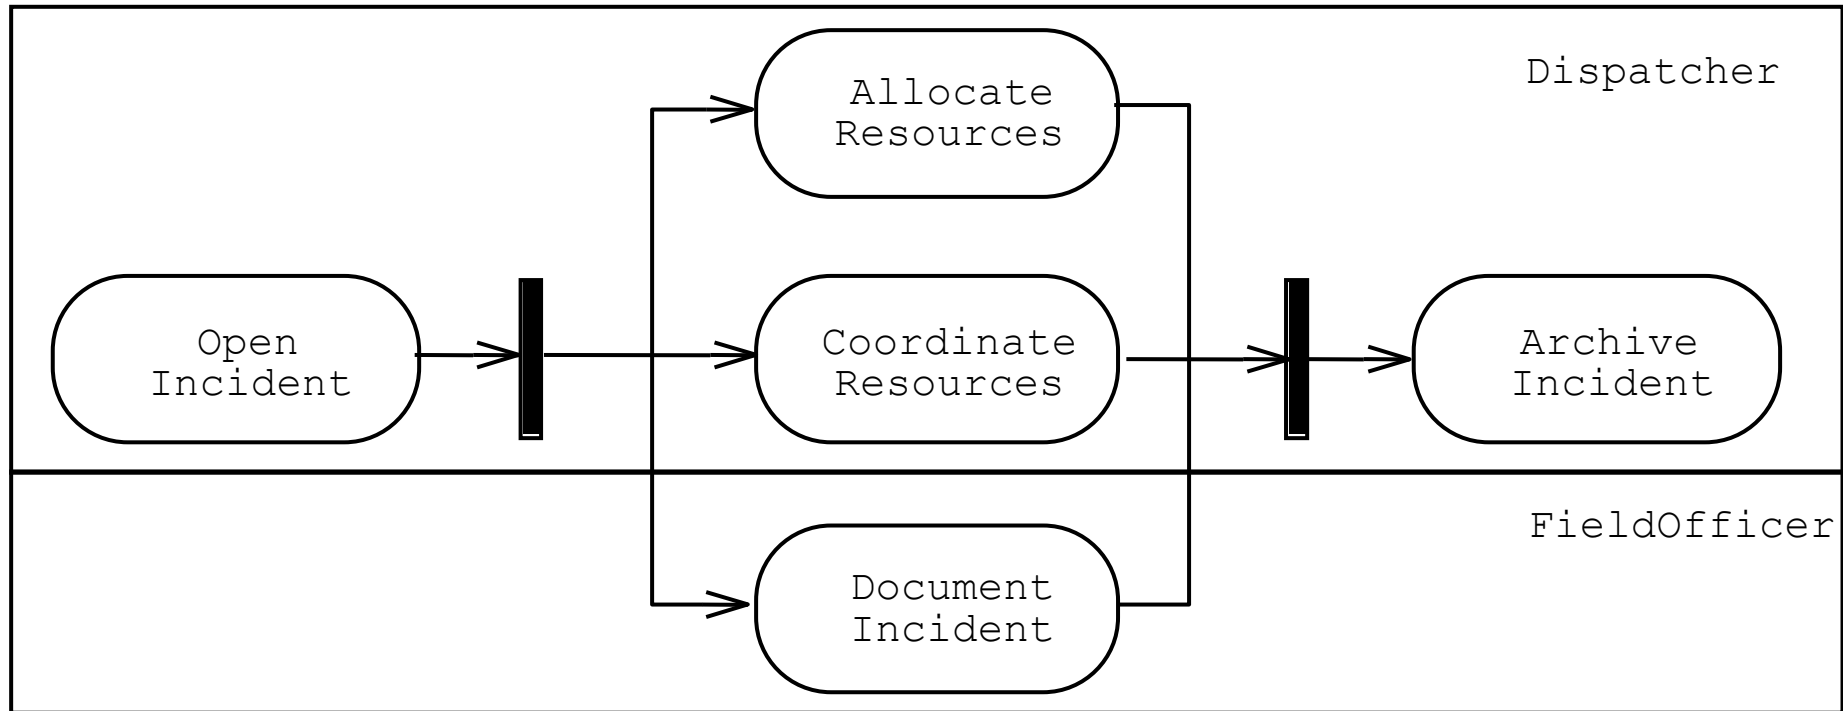 Dispatcher
Allocate
Resources
Open
Incident
Coordinate
Resources
Archive
Incident
FieldOfficer
Document
Incident